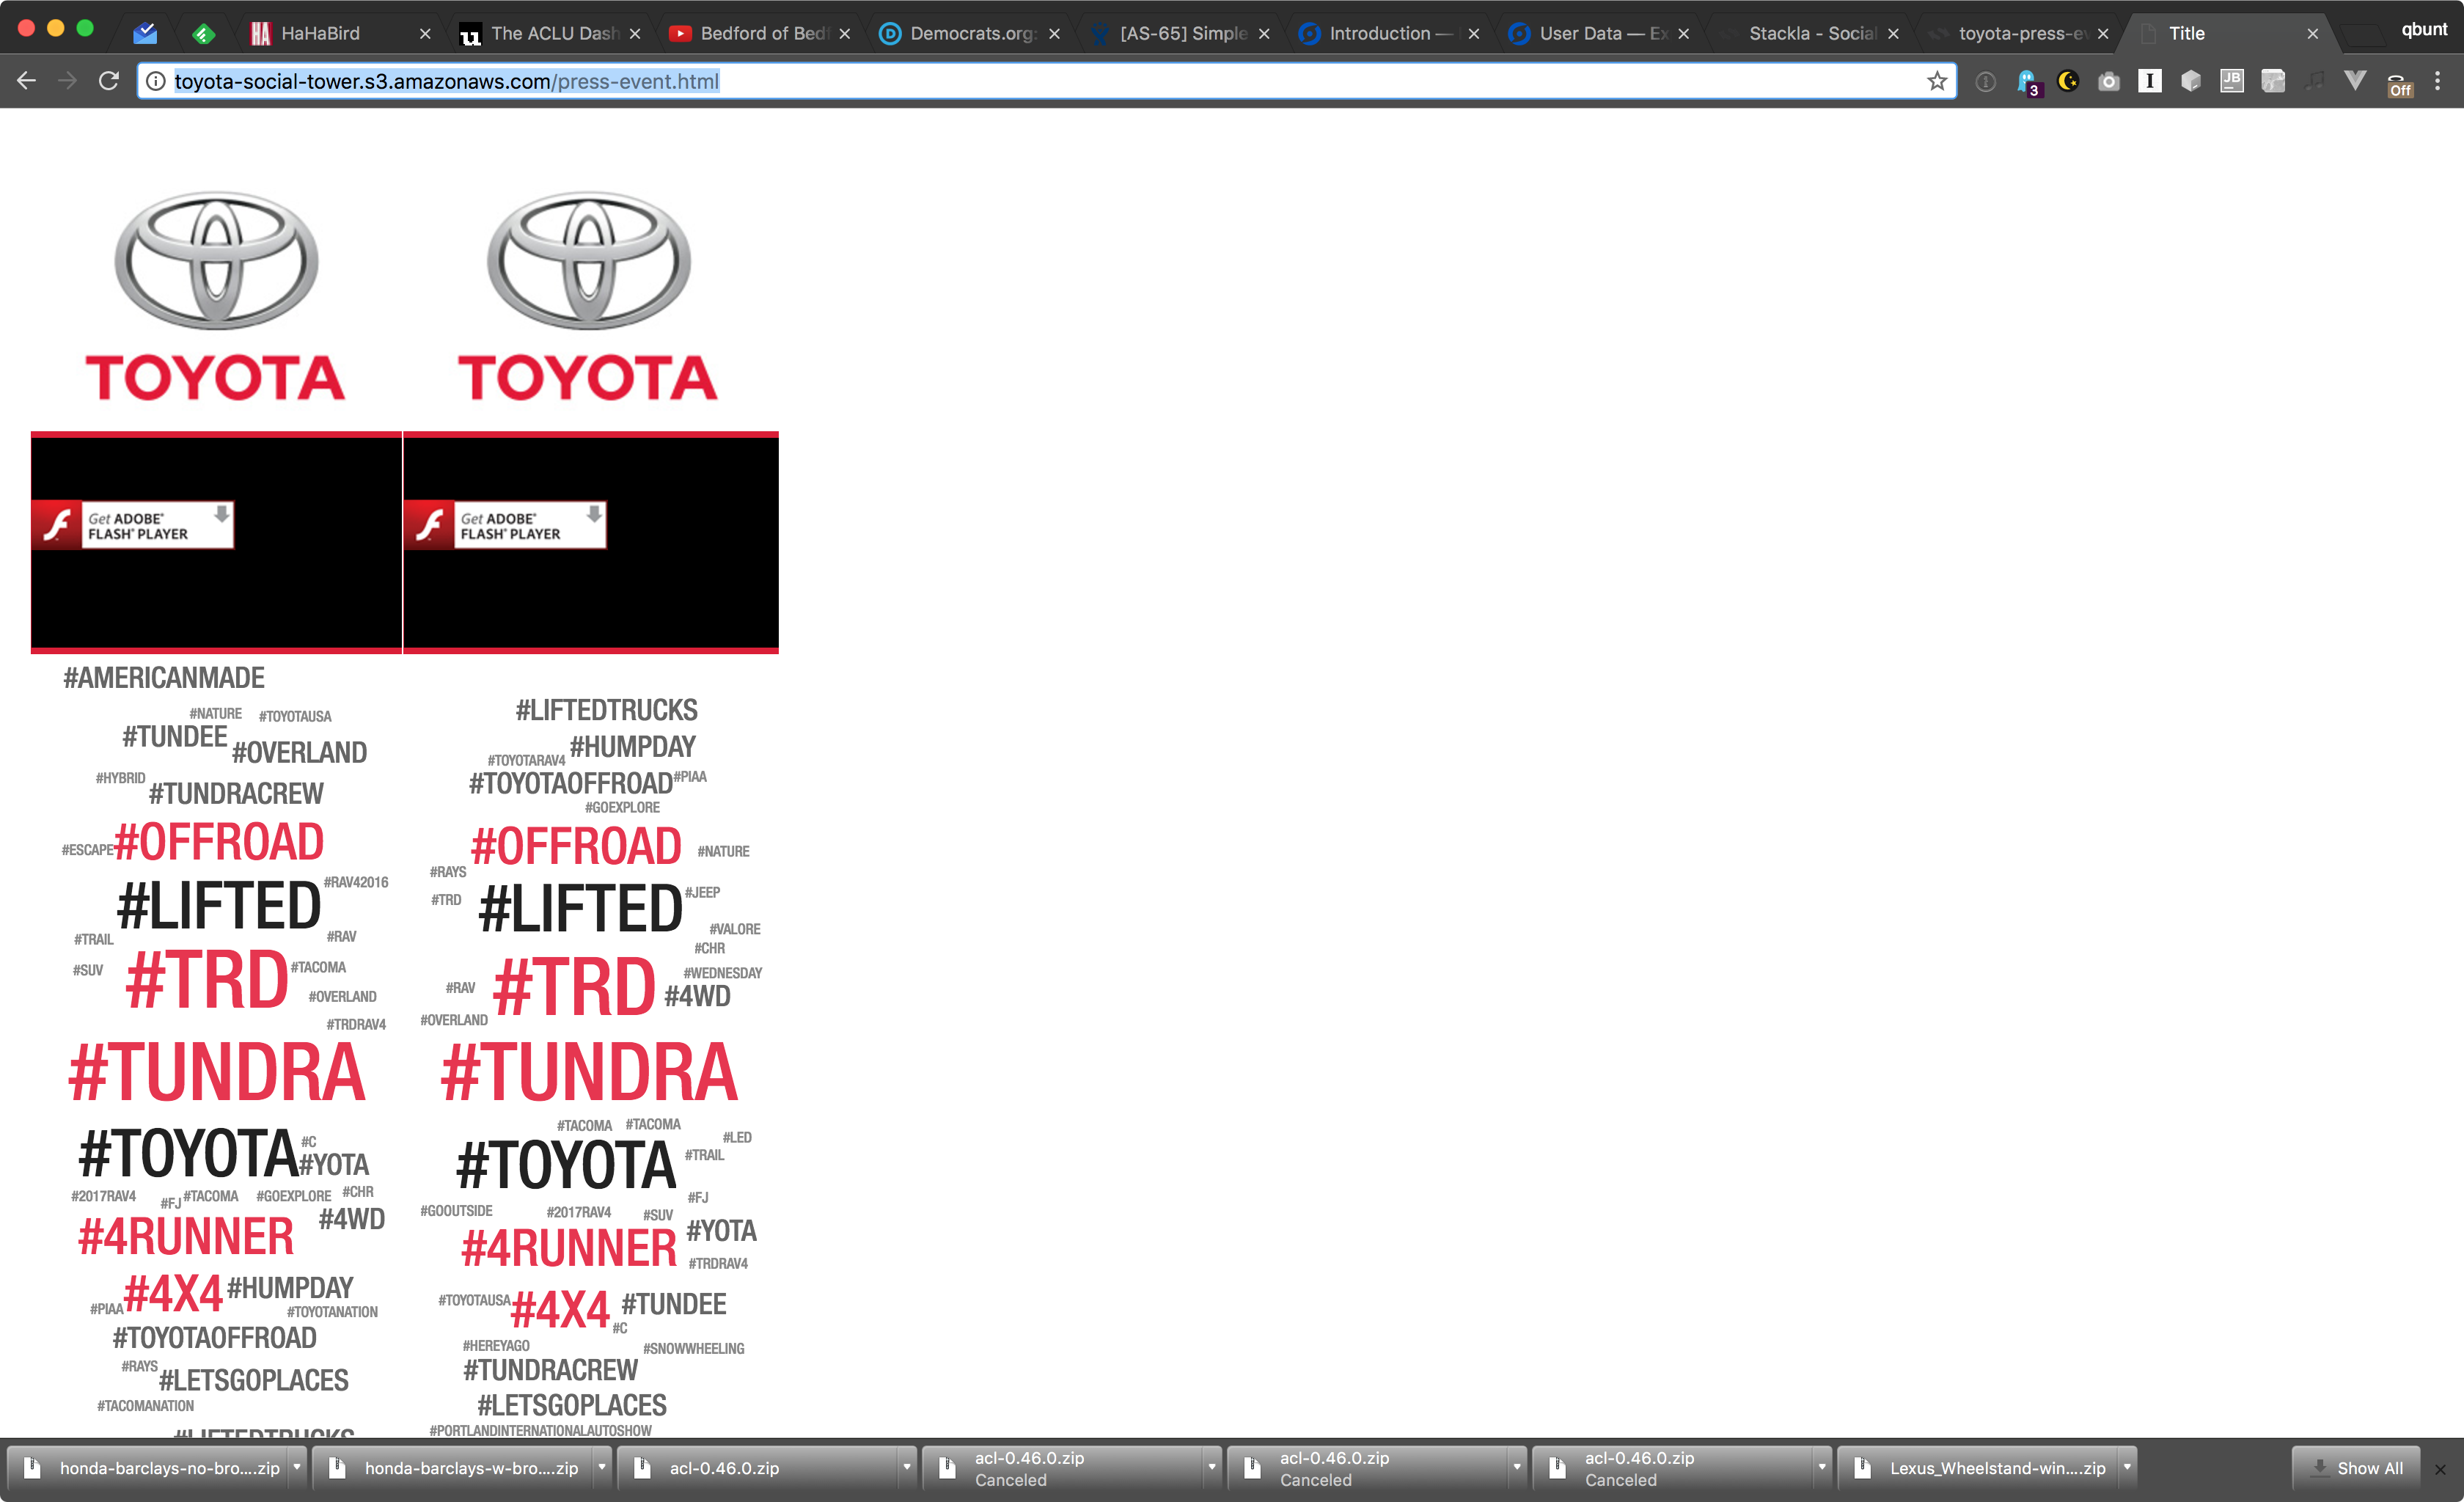 HaHaBird
The ACLU Dash
Bedford of Bedf
Democrats.org:
[AS-65] Simple
Introduction —
User Data — Ex
Stackla - Social
toyota-press-ev
Title
qbunt
toyota-social-tower.s3.amazonaws.com/press-event.html
3
I
JB
Off
TOYOTA
Get ADOBE®
FLASH® PLAYER
#AMERICANMADE
#NATURE
#TOYOTAUSA
#TUNDEE
#OVERLAND
#HYBRID
#TUNDRACREW
#ESCAPE
#OFFROAD
#RAV42016
#LIFTED
#TRAIL
#RAV
#SUV
#TRD
#TACOMA
#OVERLAND
#TRDRAV4
#TUNDRA
#TOYOTA
#C
#YOTA
#2017RAV4
#FJ
#TACOMA
#GOEXPLORE
#CHR
#4RUNNER
#4WD
#4X4
#HUMPDAY
#PIAA
#TOYOTANATION
#TOYOTAOFFROAD
#RAYS
#LETSGOPLACES
#TACOMANATION
#LIFTEDTRUCKS
TOYOTA
Get ADOBE®
FLASH® PLAYER
#LIFTEDTRUCKS
#HUMPDAY
#TOYOTARAV4
#TOYOTAOFFROAD
#PIAA
#GOEXPLORE
#OFFROAD
#NATURE
#RAYS
#TRD
#LIFTED
#JEEP
#VALORE
#CHR
#WEDNESDAY
#RAV
#TRD
#4WD
#OVERLAND
#TUNDRA
#TACOMA
#TACOMA
#LED
#TOYOTA
#TRAIL
#FJ
#GOOUTSIDE
#2017RAV4
#SUV
#YOTA
#4RUNNER
#TRDRAV4
#TOYOTAUSA
#4X4
#TUNDEE
#C
#HEREYAGO
#SNOWWHEELING
#TUNDRACREW
#LETSGOPLACES
#PORTLANDINTERNATIONALAUTOSHOW
honda-barclays-no-bro....zip
honda-barclays-w-bro....zip
acl-0.46.0.zip
acl-0.46.0.zip
Canceled
acl-0.46.0.zip
Canceled
acl-0.46.0.zip
Canceled
Lexus_Wheelstand-win....zip
Show All